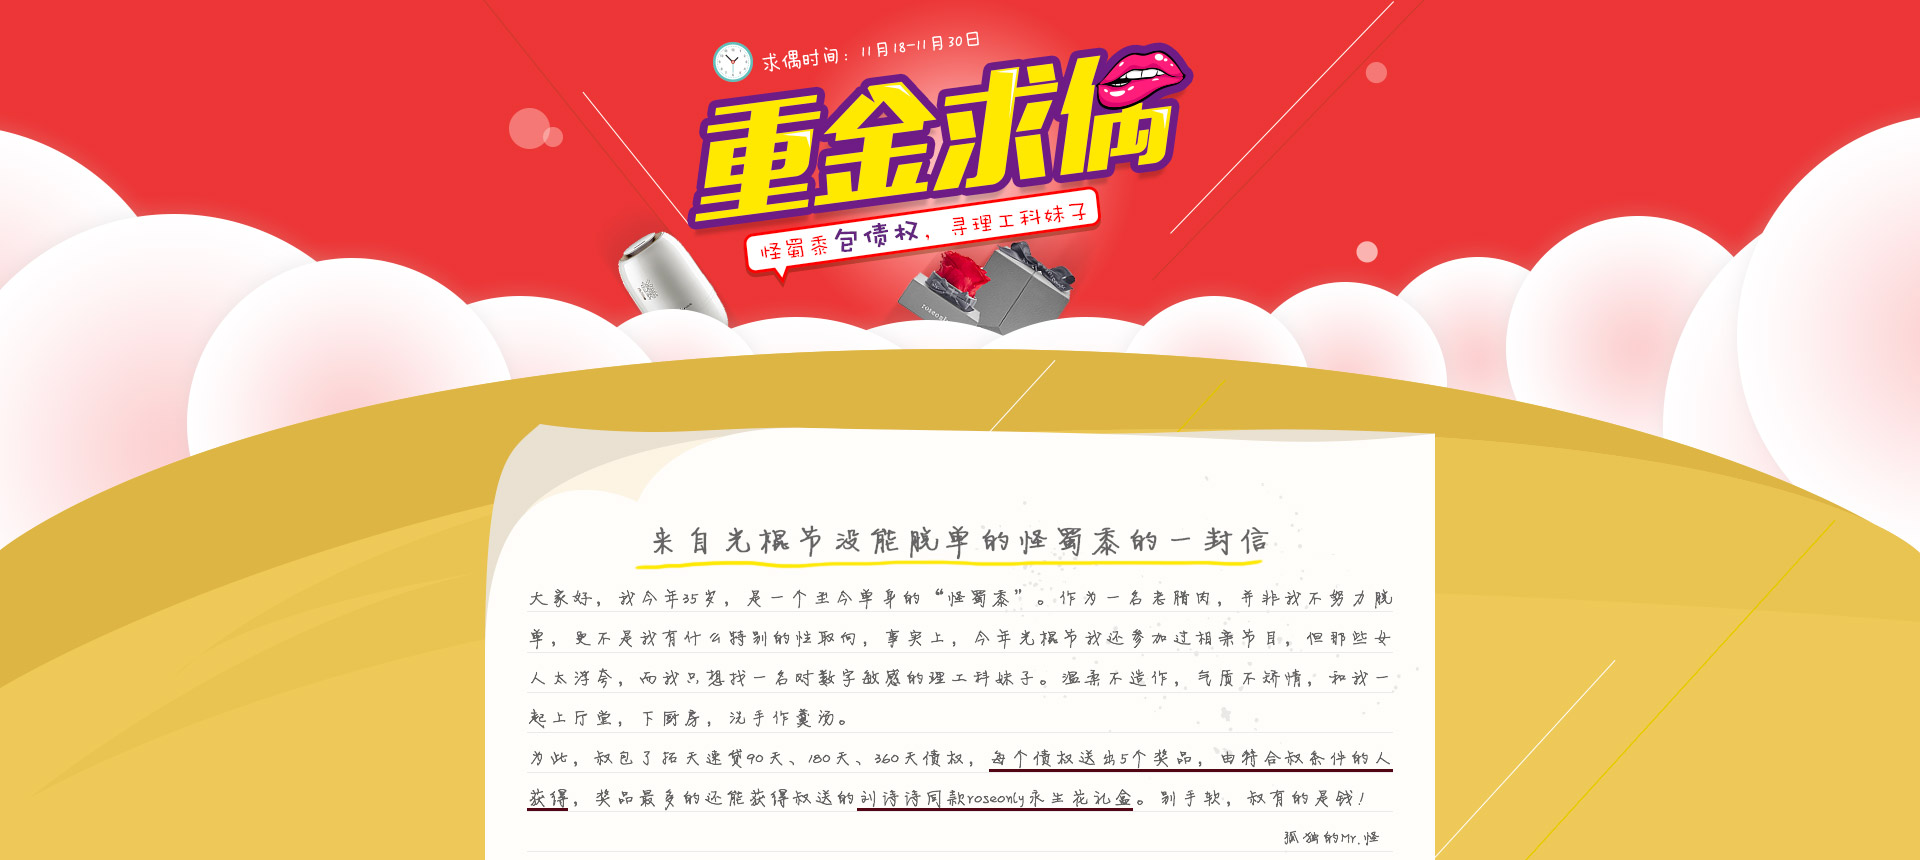 求偶时间：11月18-11月30日
重金求偶
怪蜀黍包债权，寻理工科妹子
roseonly
来自光棍节没能脱单的怪蜀黍的一封信
大家好，我今年35岁，是一个至今单身的“怪蜀黍”。作为一名老腊肉，并非我不努力脱
单，更不是我有什么特别的性取向，事实上，今年光棍节我还参加过相亲节目，但那些女
人太浮夸，而我只想找一名对数字敏感的理工科妹子。温柔不造作，气质不矫情，和我一
起上厅堂，下厨房，洗手作羹汤。
为此，叔包了拓天速贷90天、180天、360天债权，每个债权送出5个奖品，由符合叔条件的人
获得，奖品最多的还能获得叔送的刘诗诗同款roseonly永生花礼盒。别手软，叔有的是钱！
孤独的Mr.怪